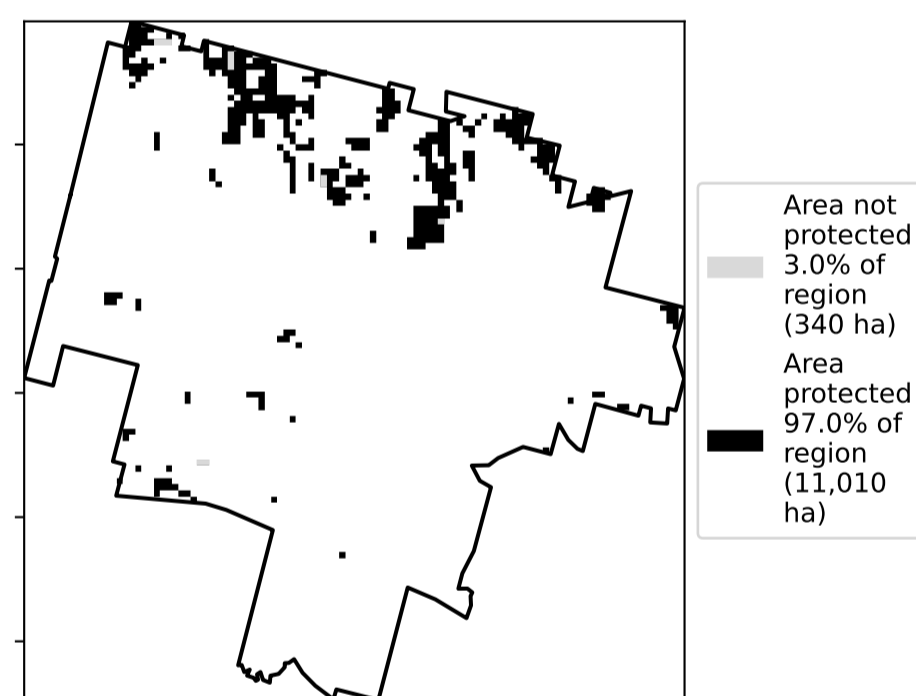 Area not
protected
3.0% of
region
(340 ha)
Area
protected
97.0% of
region
(11,010
ha)